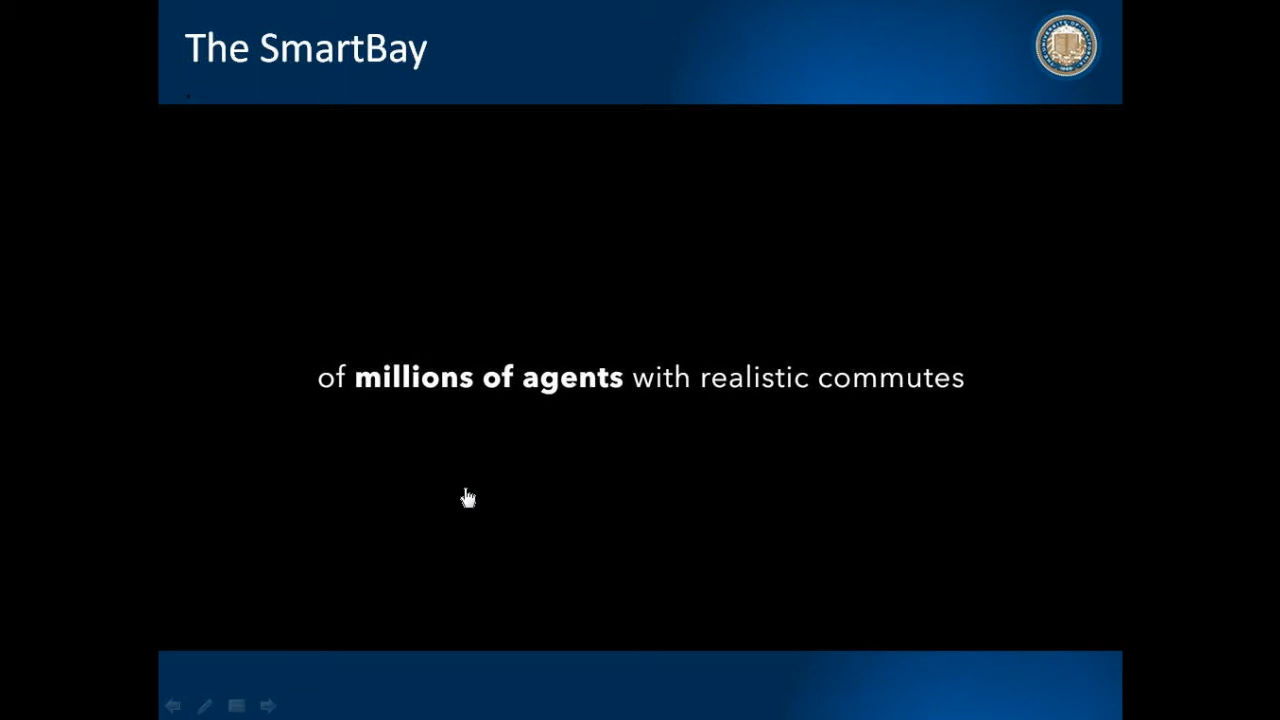 The SmartBay
of millions of agents with realistic commutes